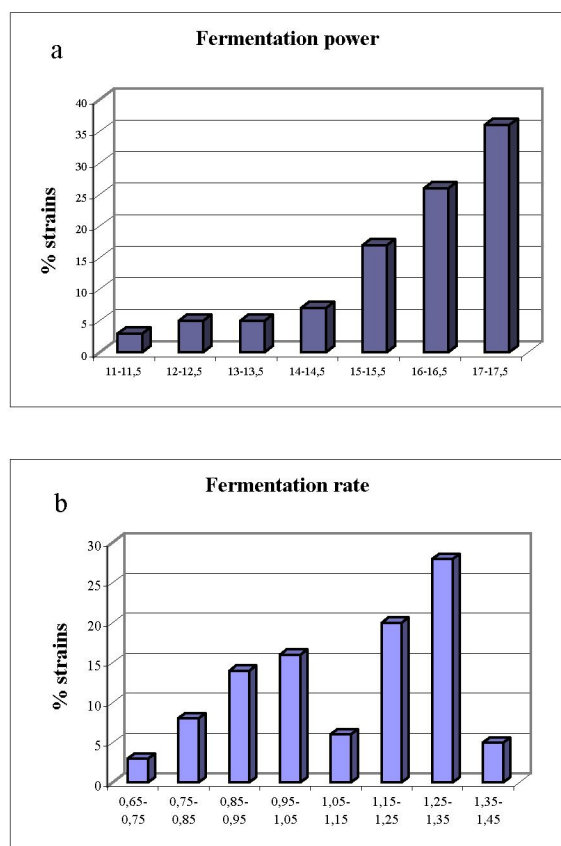 a
Fermentation power
% strains
40
35
30
25
20
15
10
5
0
11-11,5 12-12,5 13-13,5 14-14,5 15-15,5 16-16,5 17-17,5
b
Fermentation rate
% strains
30
25
20
15
10
5
0
0,65- 0,75- 0,85- 0,95- 1,05- 1,15- 1,25- 1,35-
0,75 0,85 0,95 1,05 1,15 1,25 1,35 1,45